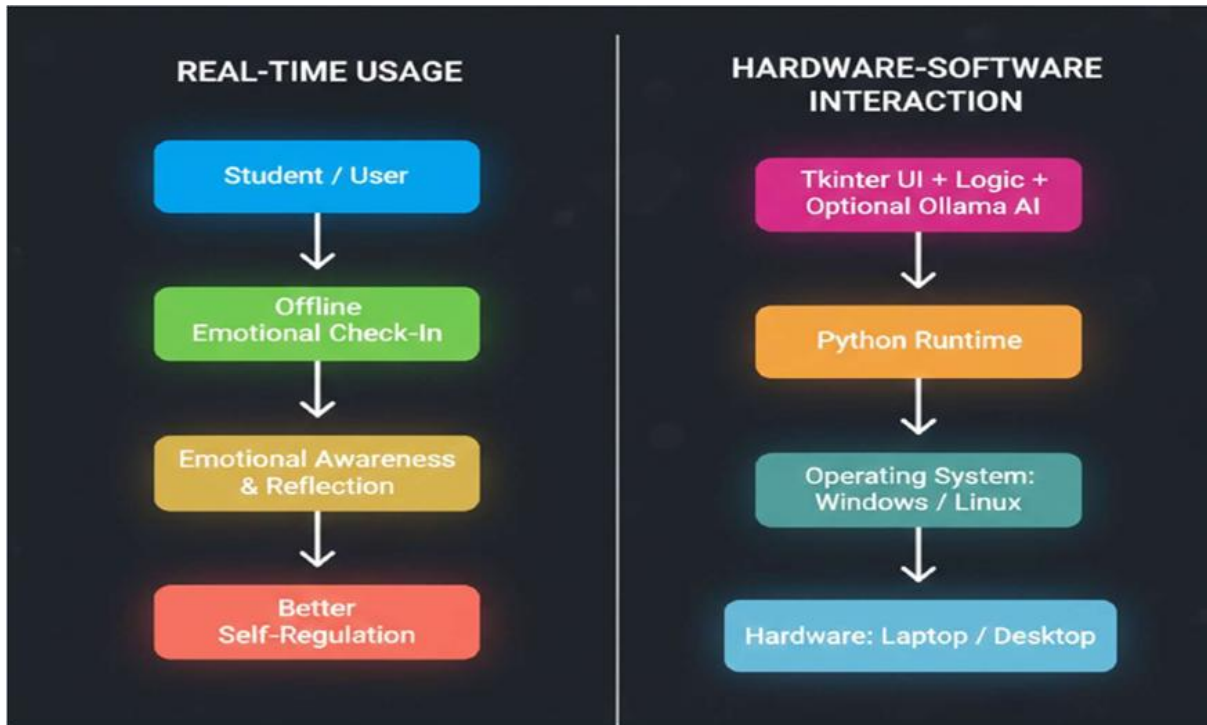 REAL-TIME USAGE
Student / User
Offline
Emotional Check-In
Emotional Awareness
& Reflection
Better
Self-Regulation
HARDWARE-SOFTWARE
INTERACTION
Tkinter UI + Logic +
Optional Ollama AI
Python Runtime
Operating System:
Windows / Linux
Hardware: Laptop / Desktop